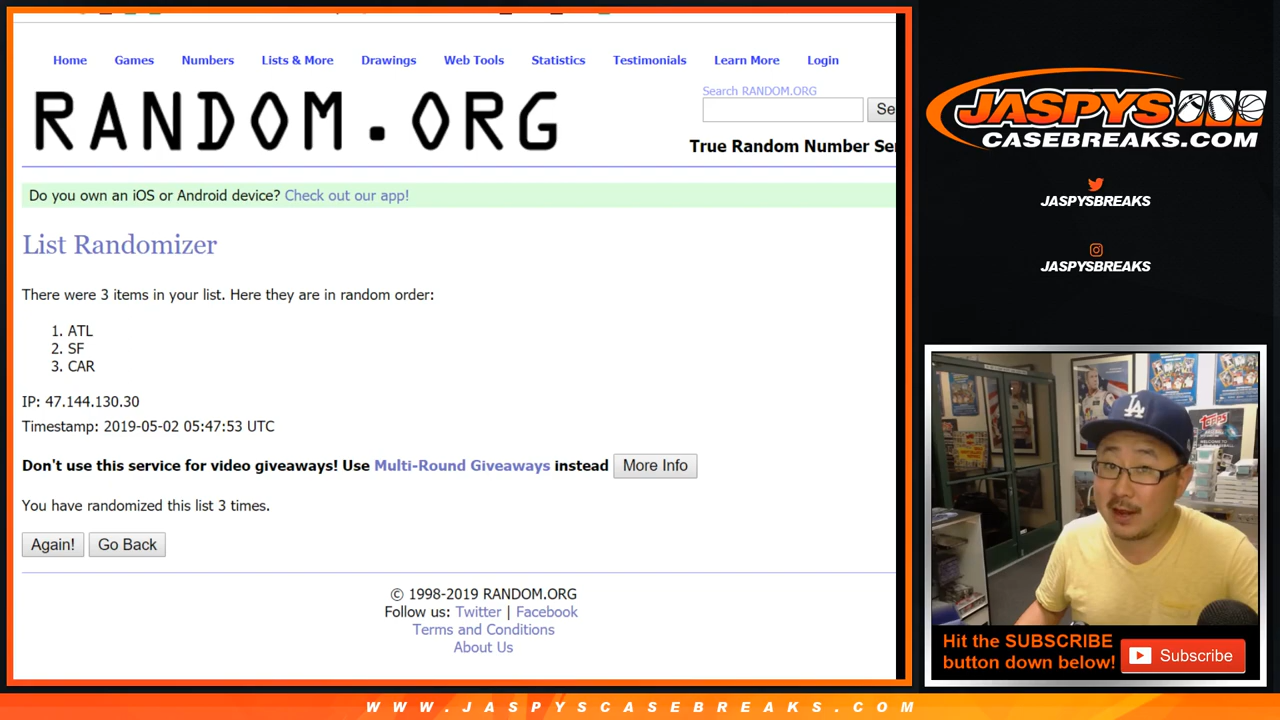 Home Games Numbers Lists & More Drawings Web Tools Statistics Testimonials Learn More Login
RANDOM.ORG
Search RANDOM.ORG
Se
True Random Number Ser
Do you own an iOS or Android device? Check out our app!
List Randomizer
There were 3 items in your list. Here they are in random order:
1. ATL
2. SF
3. CAR
IP: 47.144.130.30
Timestamp: 2019-05-02 05:47:53 UTC
Don't use this service for video giveaways! Use Multi-Round Giveaways instead More Info
You have randomized this list 3 times.
Again! Go Back
© 1998-2019 RANDOM.ORG
Follow us: Twitter | Facebook
Terms and Conditions
About Us
JASPYS
CASEBREAKS.COM
JASPYSBREAKS
JASPYSBREAKS
LA
TOPPS
WELCOME TO
Hit the SUBSCRIBE
button down below!
Subscribe
WWW.JASPYSCASEBREAKS.COM